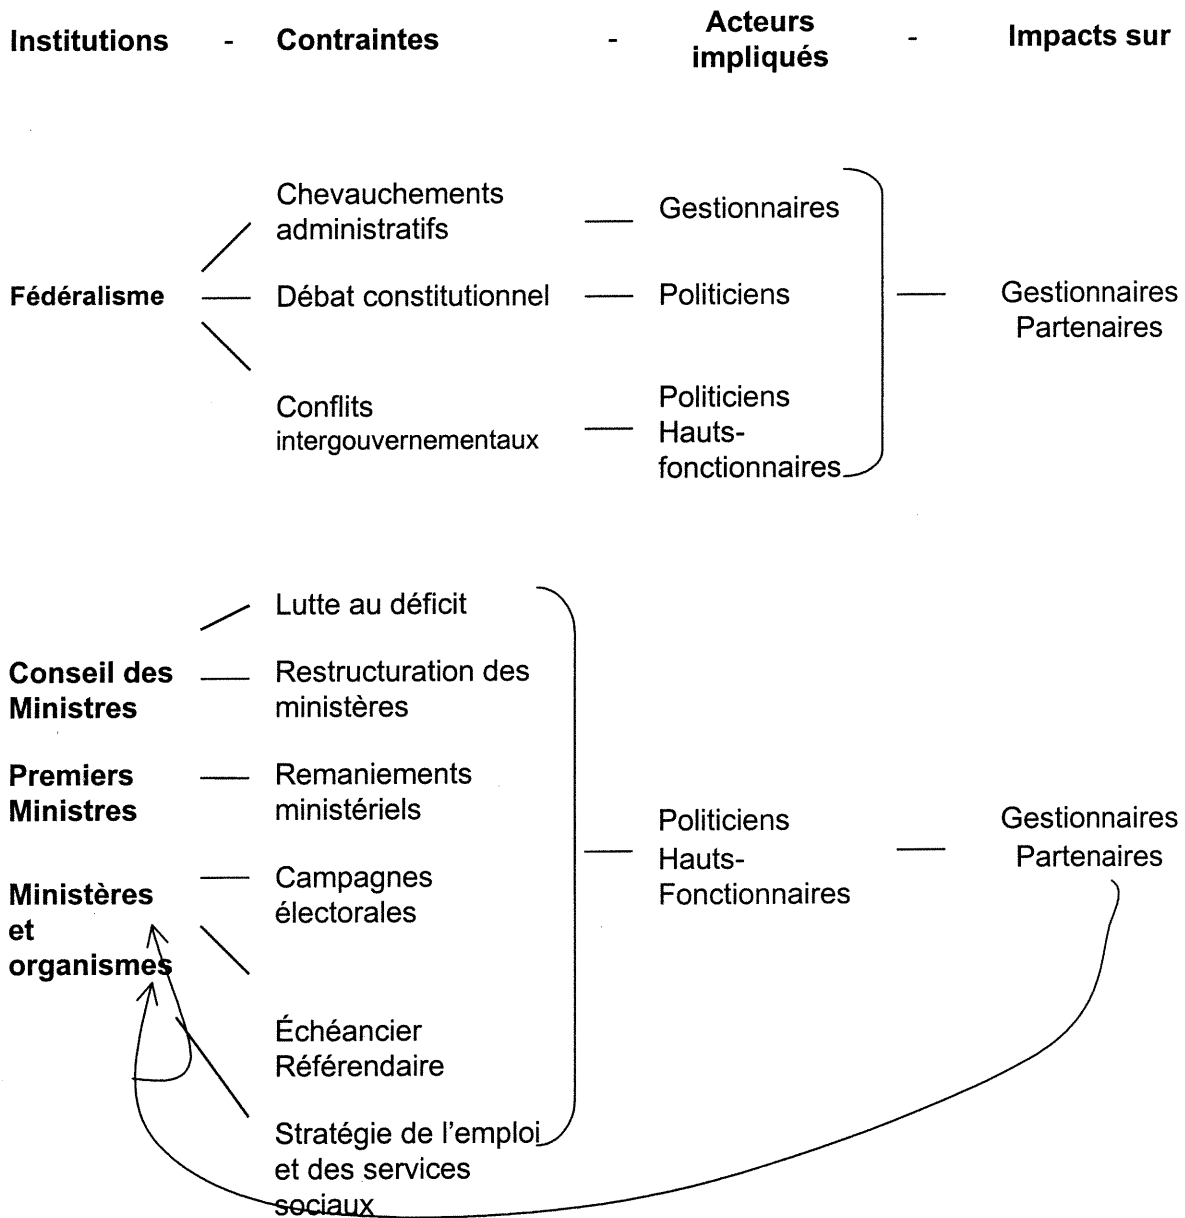 Institutions - Contraintes - Acteurs impliqués - Impacts sur
Chevauchements
administratifs
Gestionnaires
Fédéralisme
Débat constitutionnel
Politiciens
Gestionnaires
Partenaires
Conflits
intergouvernementaux
Politiciens
Hauts-
fonctionnaires
Lutte au déficit
Conseil des
Ministres
Restructuration des
ministères
Premiers
Ministres
Remaniements
ministériels
Politiciens
Hauts-
Fonctionnaires
Gestionnaires
Partenaires
Ministères
et
organismes
Campagnes
électorales
Échéancier
Référendaire
Stratégie de l'emploi
et des services
sociaux